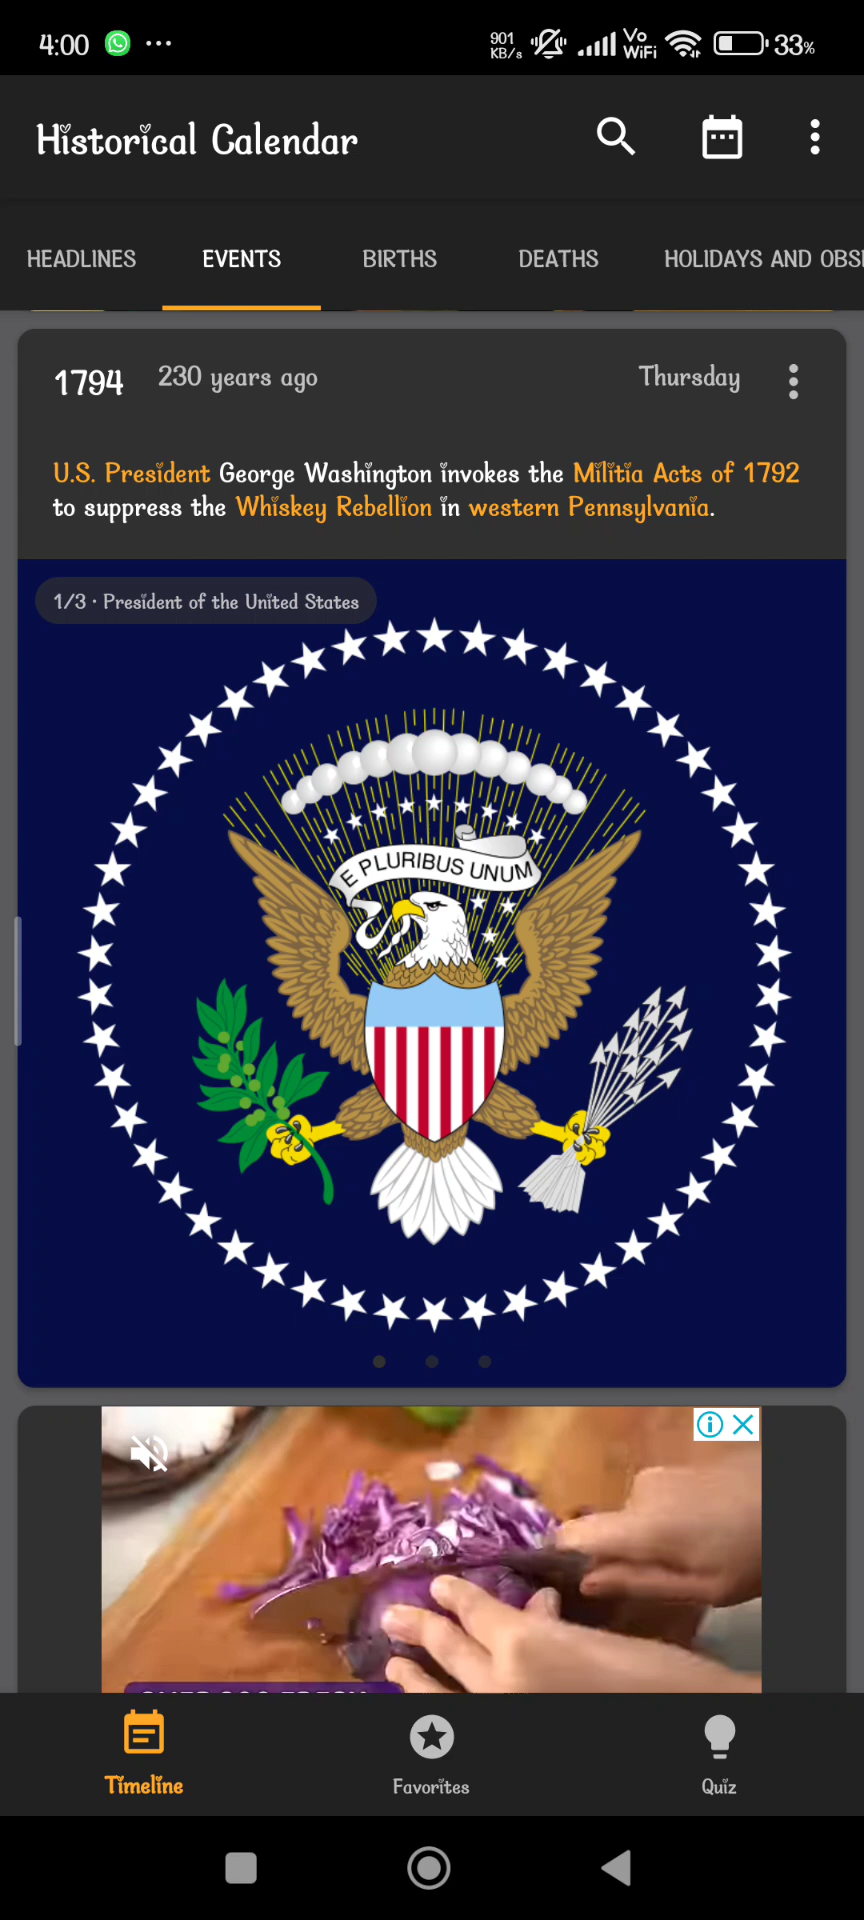 4:00
901
KB/s
Vo
WiFi
33%
Historical Calendar
HEADLINES
EVENTS
BIRTHS
DEATHS
HOLIDAYS AND OBS
1794
230 years ago
Thursday
U.S. President George Washington invokes the Militia Acts of 1792
to suppress the Whiskey Rebellion in western Pennsylvania.
1/3 · President of the United States
E PLURIBUS UNUM
Timeline
Favorites
Quiz